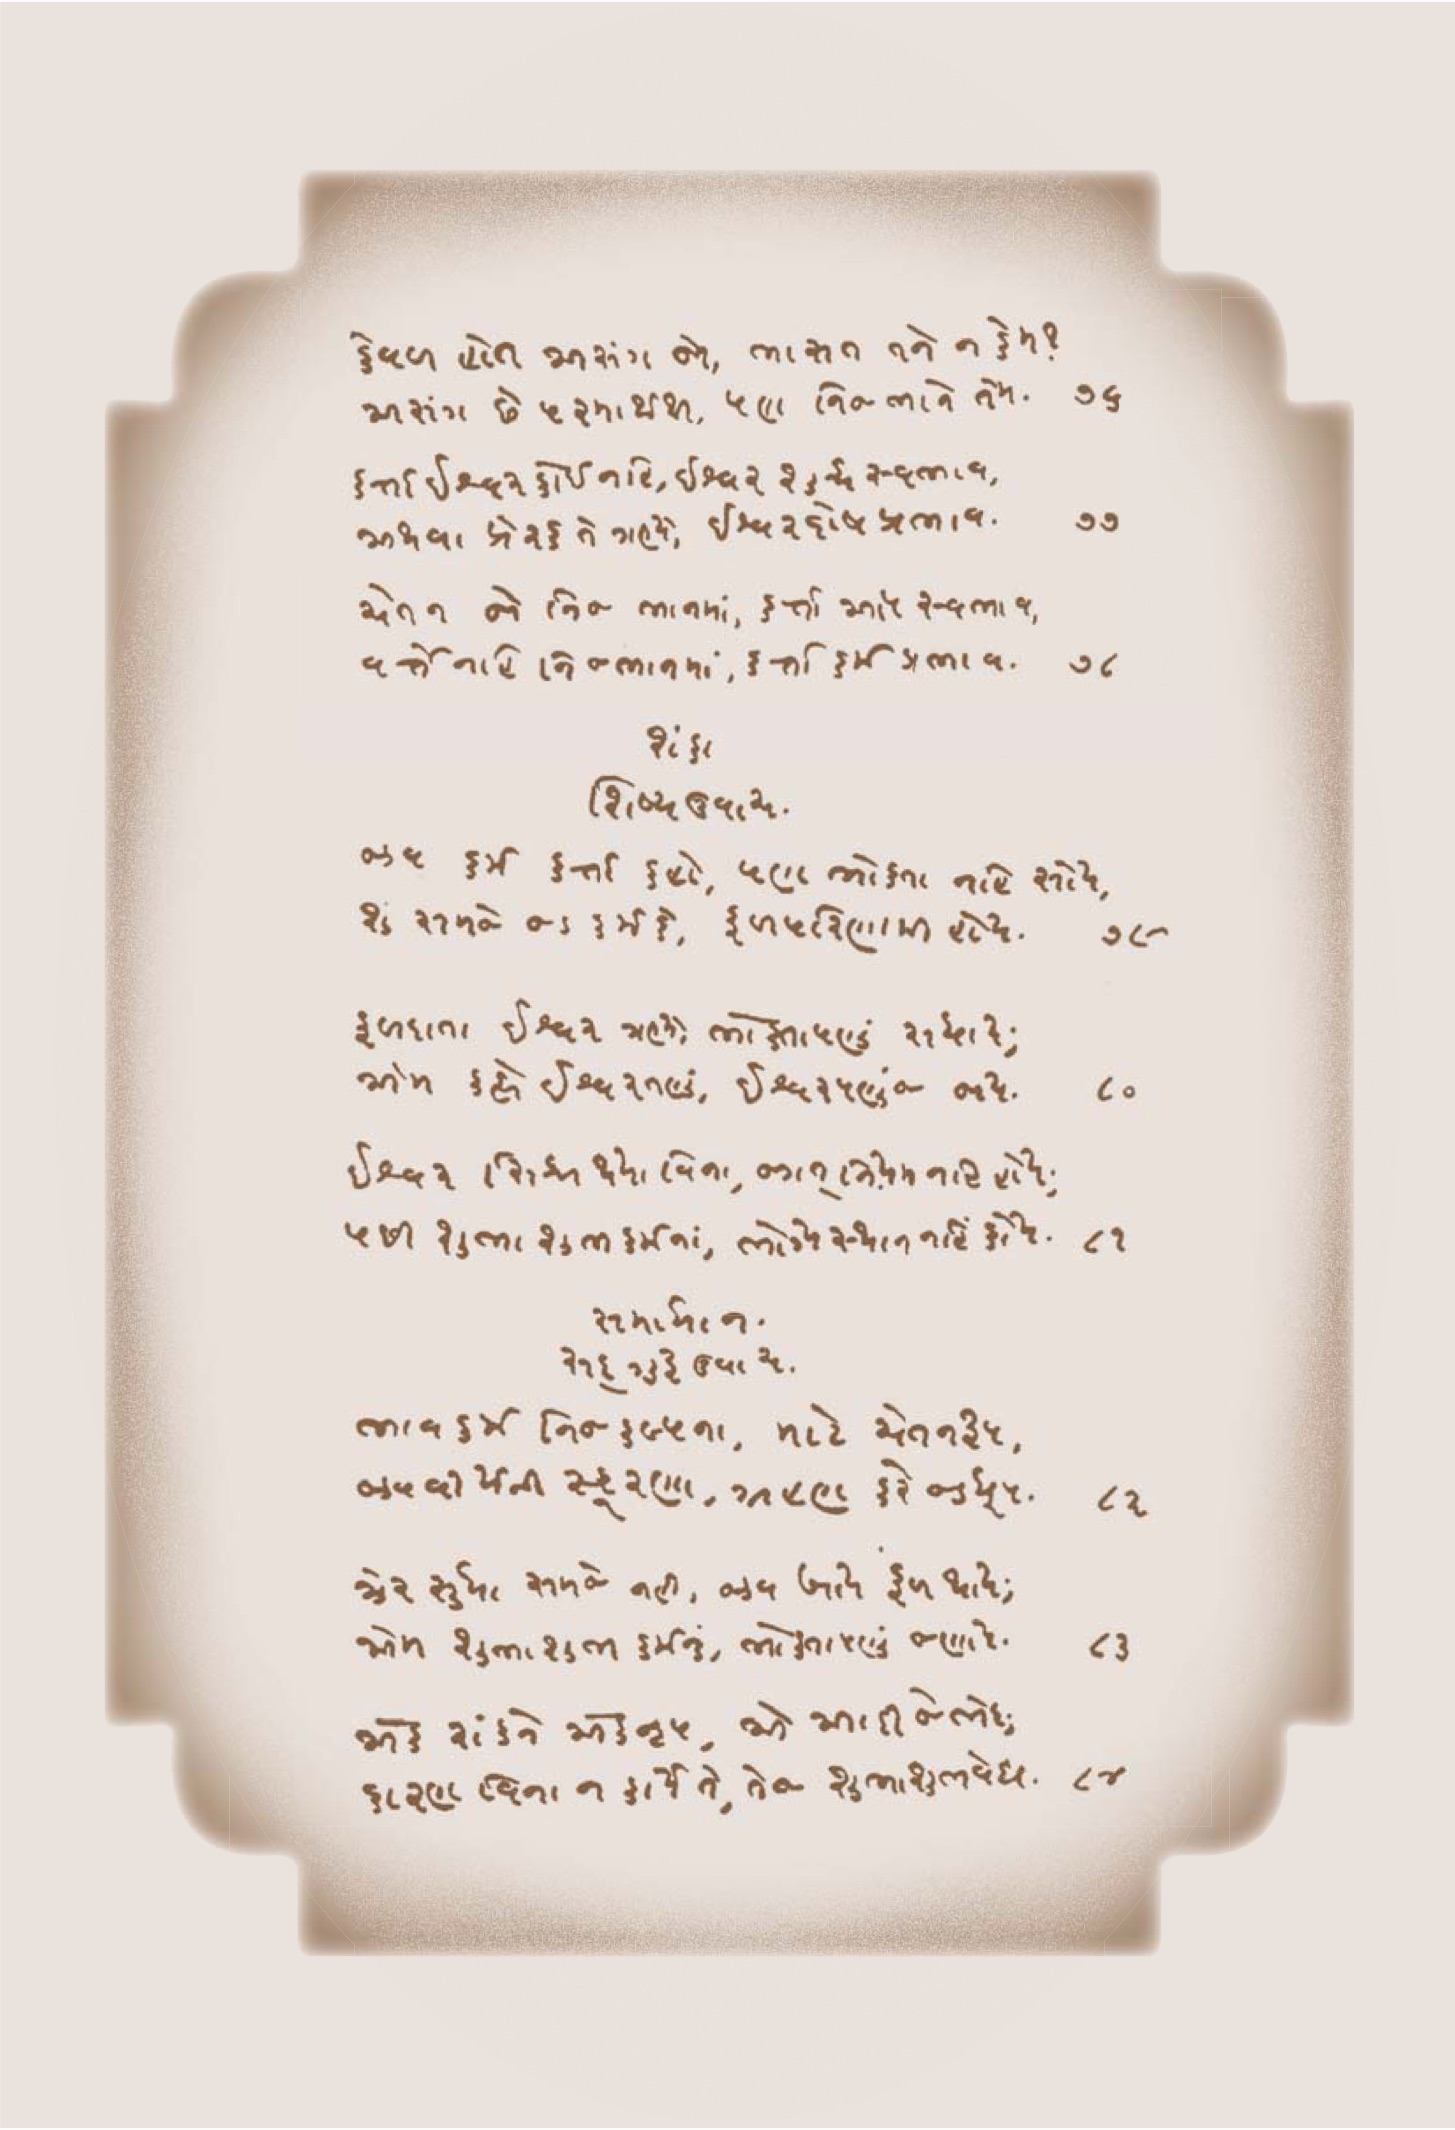 કેવળ હોત અસંગ જો, ભાસત તને ન કેમ?
અસંગ છે પરમાર્થથી, પણ નિજ ભાને તેમ. ૭૬
કર્ત્તા ઈશ્વર કોઈ નહિ, ઈશ્વર શુદ્ધ સ્વભાવ,
અથવા પ્રેરક તે ગણ્યે, ઈશ્વર દોષ પ્રભાવ. ૭૭
ચેતન જો નિજ ભાનમાં, કર્ત્તા આપ સ્વભાવ,
વર્ત્તે નહિ નિજ ભાનમાં, કર્ત્તા કર્મ પ્રભાવ. ૭૮
શંકા
શિષ્ય ઉવાચ.
જીવ કર્મ કર્ત્તા કહો, પણ ભોક્તા નહિ સોય,
શું સમજે જડ કર્મ કે, ફળ પરિણામી હોય. ૭૯
ફળદાતા ઈશ્વર ગણ્યે, ભોક્તાપણું સધાય;
એમ કહ્યે ઈશ્વરતણું, ઈશ્વરપણુંજ જાય. ૮૦
ઈશ્વર સિદ્ધ થયા વિના, જગત્ નિયમ નહિ હોય;
પછી શુભાશુભ કર્મનાં, ભોગ્યસ્થાન નહિં કોય. ૮૧
સમાધાન.
સદ્ગુરુ ઉવાચ.
ભાવકર્મ નિજ કલ્પના, માટે ચેતનરૂપ,
જીવવીર્યની સ્ફૂરણા, ગ્રહણ કરે જડધૂપ. ૮૨
ઝેર સુધા સમજે નહી, જીવ ખાય ફળ થાય;
એમ શુભાશુભ કર્મનું, ભોક્તાપણું જણાય. ૮૩
એક રાંકને એક નૃપ, એ આદી જે ભેદ;
કારણ વિના ન કાર્ય તે, તેજ શુભાશુભ વેદ્ય. ૮૪